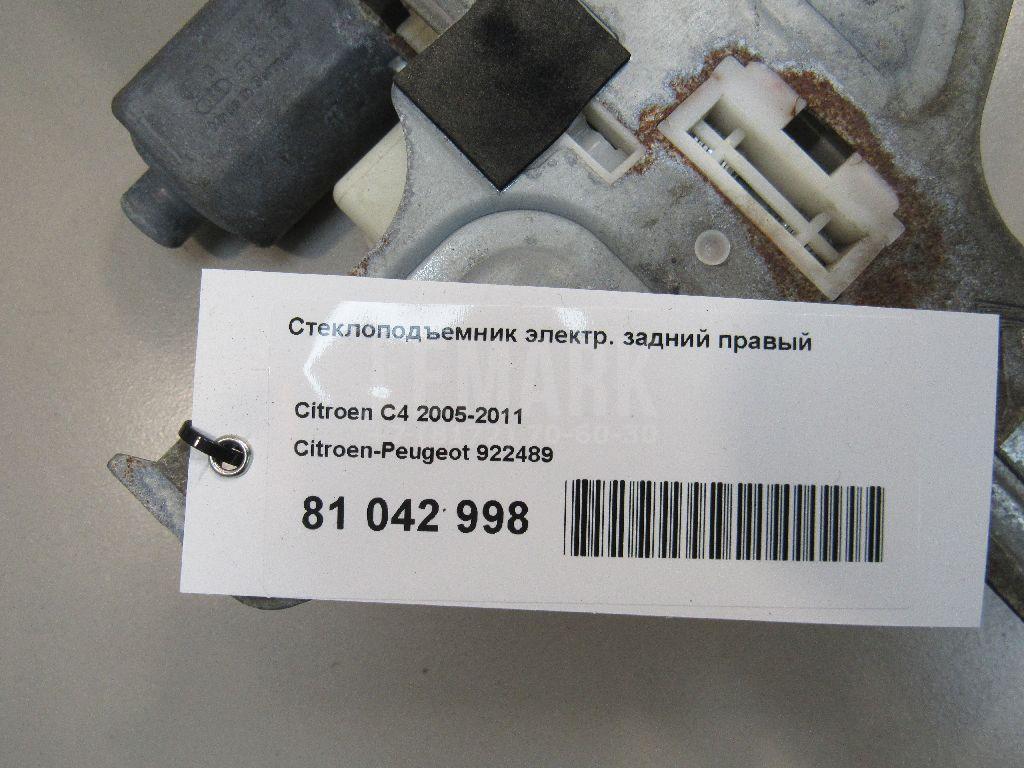 Стеклоподъемник электр. задний правый
Citroen C4 2005-2011
Citroen-Peugeot 922489
81 042 998